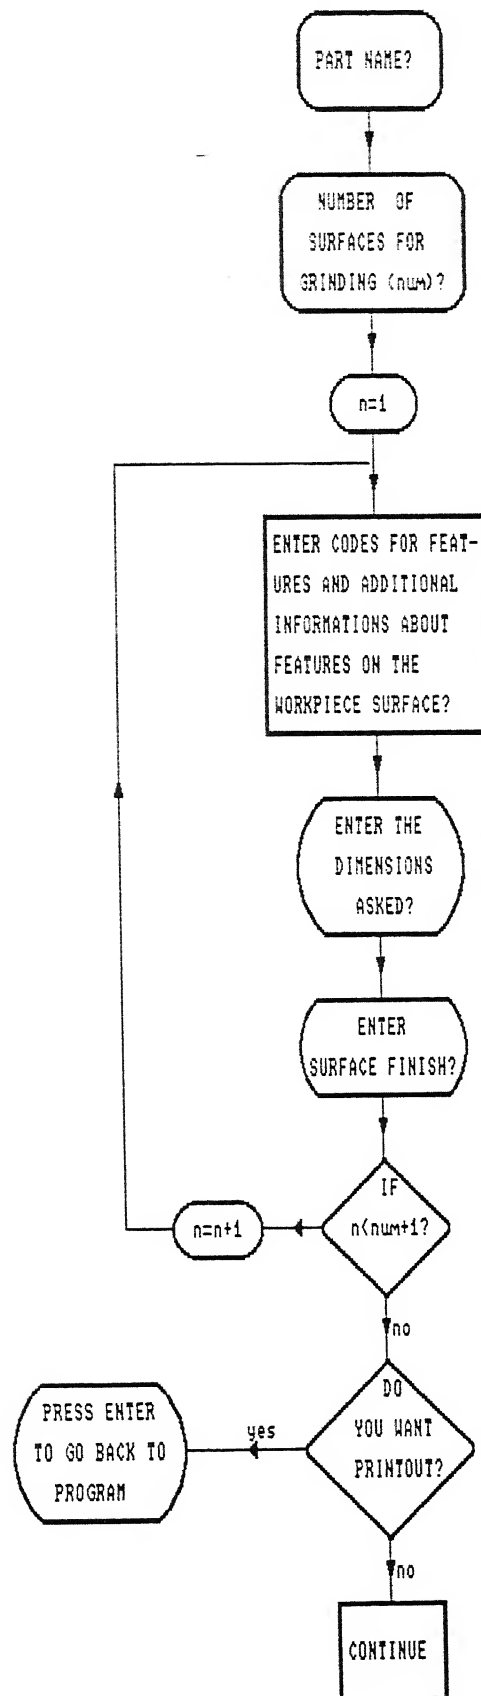 PART NAME?
NUMBER OF
SURFACES FOR
GRINDING (num)?
n=1
ENTER CODES FOR FEAT-
URES AND ADDITIONAL
INFORMATIONS ABOUT
FEATURES ON THE
WORKPIECE SURFACE?
ENTER THE
DIMENSIONS
ASKED?
ENTER
SURFACE FINISH?
IF
n<num+1?
n=n+1
no
DO
YOU WANT
PRINTOUT?
yes
PRESS ENTER
TO GO BACK TO
PROGRAM
no
CONTINUE